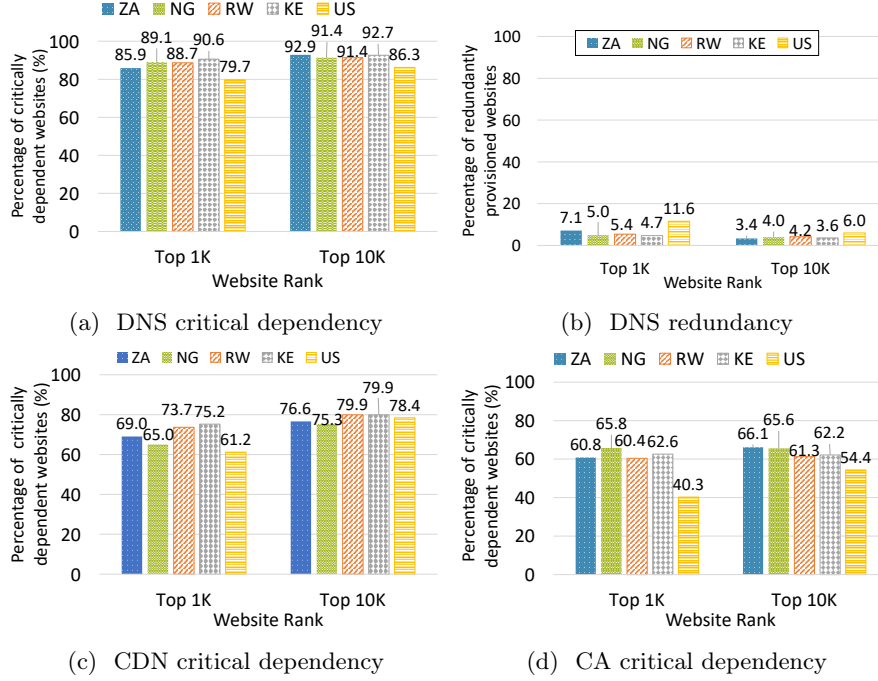 ZA NG RW KE US
Percentage of critically dependent websites (%)
100
80
60
40
20
0
85.9 89.1 88.7 90.6 79.7
92.9 91.4 91.4 92.7 86.3
Top 1K Top 10K
Website Rank
(a) DNS critical dependency
ZA NG RW KE US
Percentage of redundantly provisioned websites
100
80
60
40
20
0
7.1 5.0 5.4 4.7 11.6
3.4 4.0 4.2 3.6 6.0
Top 1K Top 10K
Website Rank
(b) DNS redundancy
ZA NG RW KE US
Percentage of critically dependent websites (%)
100
80
60
40
20
0
69.0 65.0 73.7 75.2 61.2
76.6 75.3 79.9 79.9 78.4
Top 1K Top 10K
Website Rank
(c) CDN critical dependency
ZA NG RW KE US
Percentage of critically dependent websites (%)
100
80
60
40
20
0
60.8 65.8 60.4 62.6 40.3
66.1 65.6 61.3 62.2 54.4
Top 1K Top 10K
Website Rank
(d) CA critical dependency